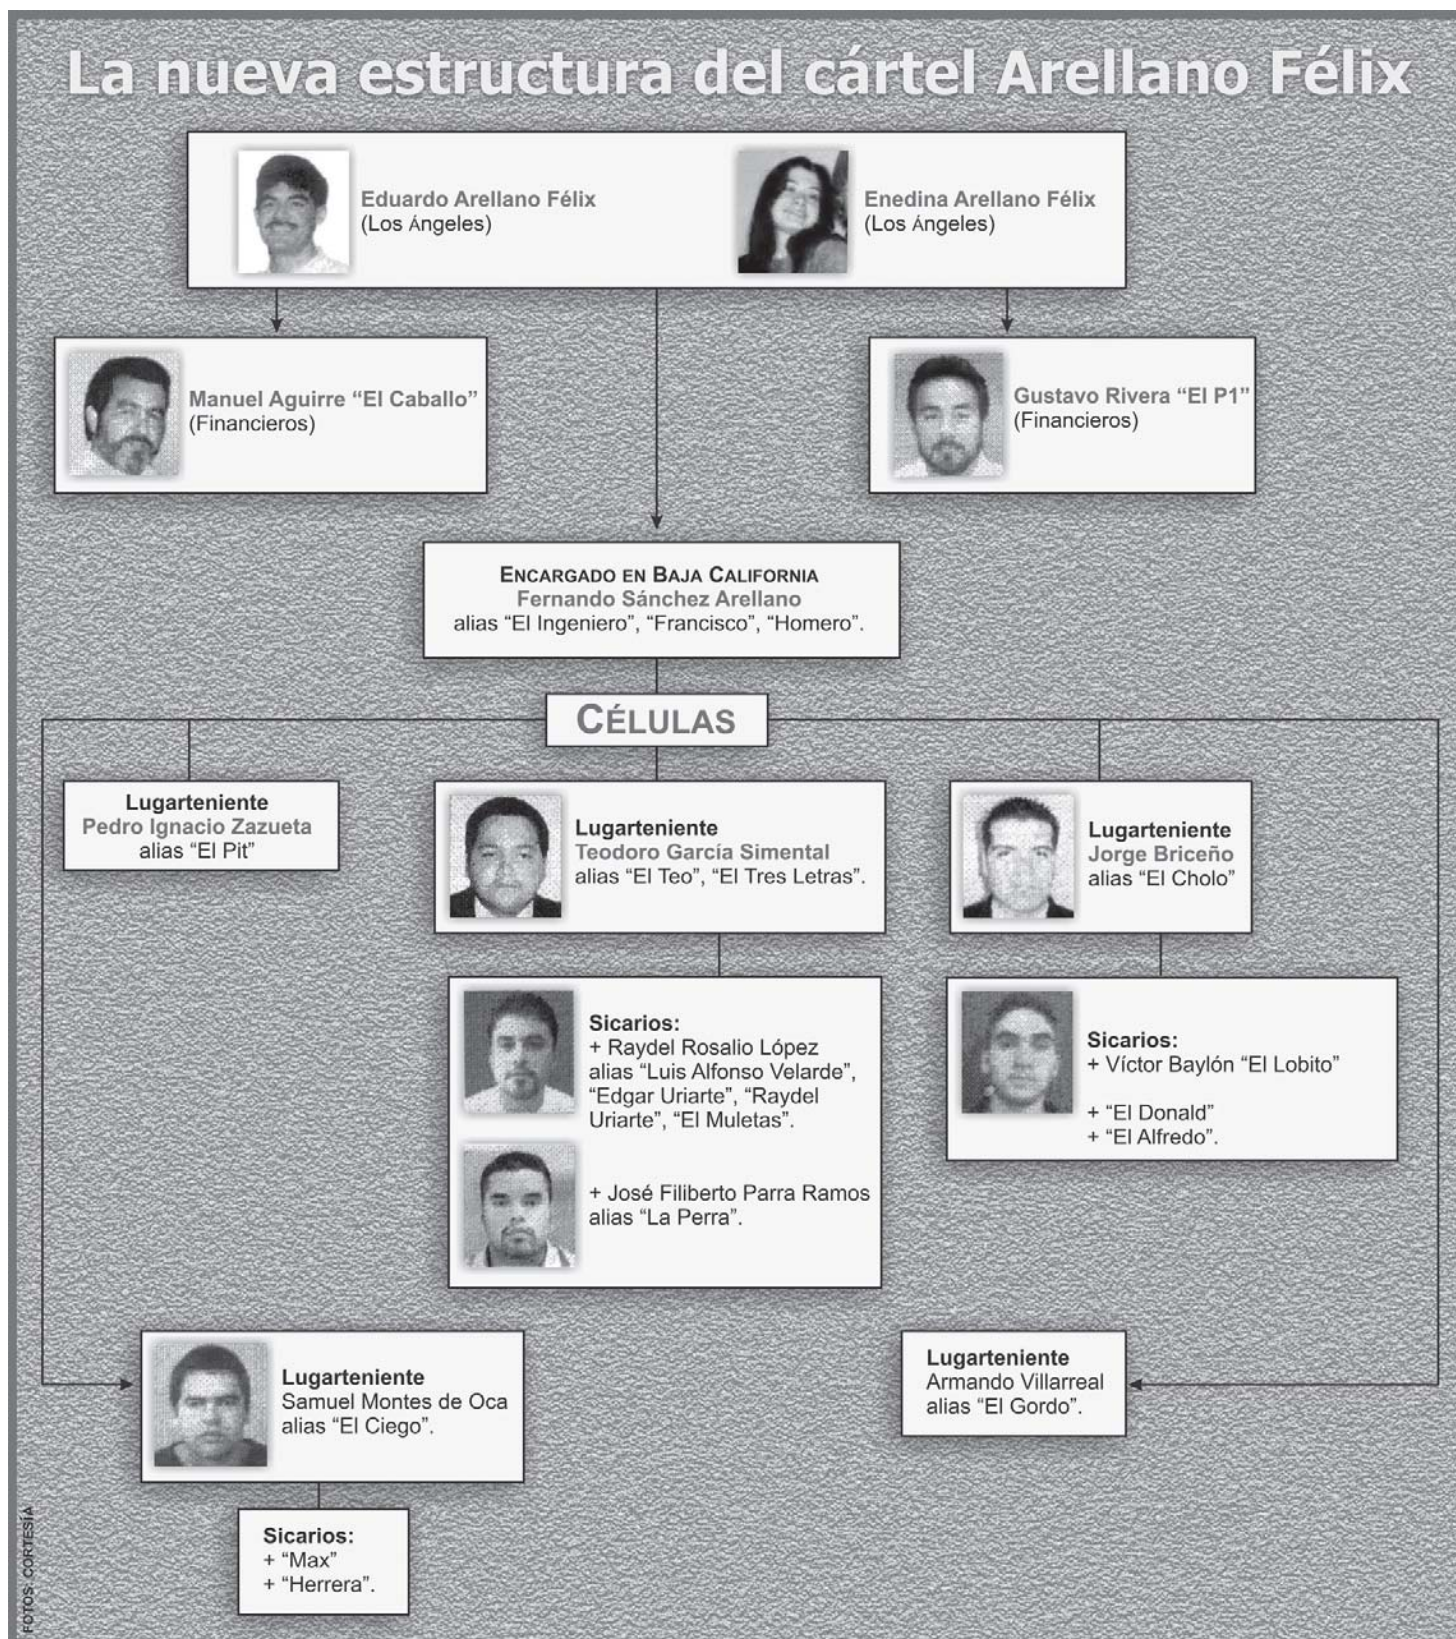 La nueva estructura del cártel Arellano Félix
Eduardo Arellano Félix
(Los Ángeles)
Enedina Arellano Félix
(Los Ángeles)
Manuel Aguirre “El Caballo”
(Financieros)
Gustavo Rivera “El P1”
(Financieros)
ENCARGADO EN BAJA CALIFORNIA
Fernando Sánchez Arellano
alias “El Ingeniero”, “Francisco”, “Homero”.
CÉLULAS
Lugarteniente
Pedro Ignacio Zazueta
alias “El Pit”
Lugarteniente
Teodoro García Simental
alias “El Teo”, “El Tres Letras”.
Lugarteniente
Jorge Briceño
alias “El Cholo”
Sicarios:
+ Raydel Rosalio López
alias “Luis Alfonso Velarde”,
“Edgar Uriarte”, “Raydel
Uriarte”, “El Muletas”.
+ José Filiberto Parra Ramos
alias “La Perra”.
Sicarios:
+ Víctor Baylón “El Lobito”
+ “El Donald”
+ “El Alfredo”.
Lugarteniente
Samuel Montes de Oca
alias “El Ciego”.
Lugarteniente
Armando Villarreal
alias “El Gordo”.
Sicarios:
+ “Max”
+ “Herrera”.
FOTOS: CORTESÍA